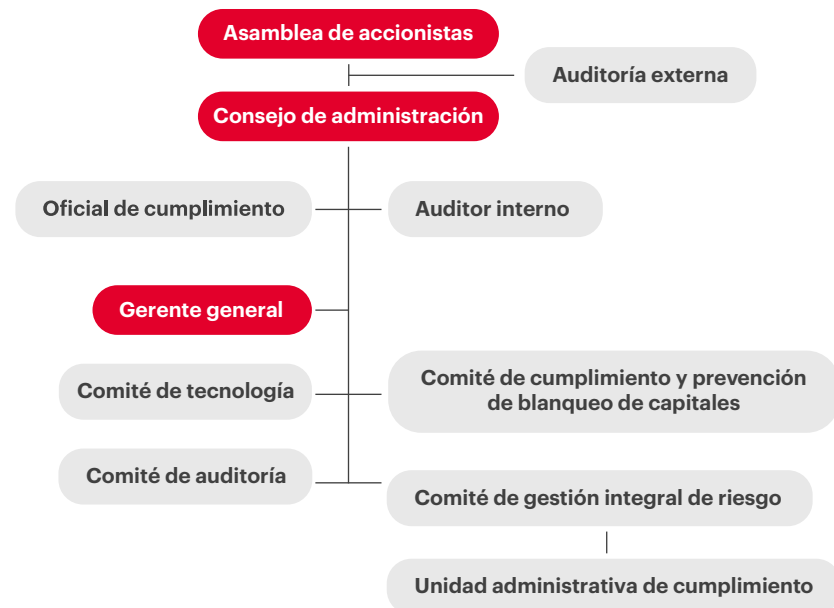 Asamblea de accionistas
Auditoría externa
Consejo de administración
Oficial de cumplimiento
Auditor interno
Gerente general
Comité de tecnología
Comité de cumplimiento y prevención
de blanqueo de capitales
Comité de auditoría
Comité de gestión integral de riesgo
Unidad administrativa de cumplimiento